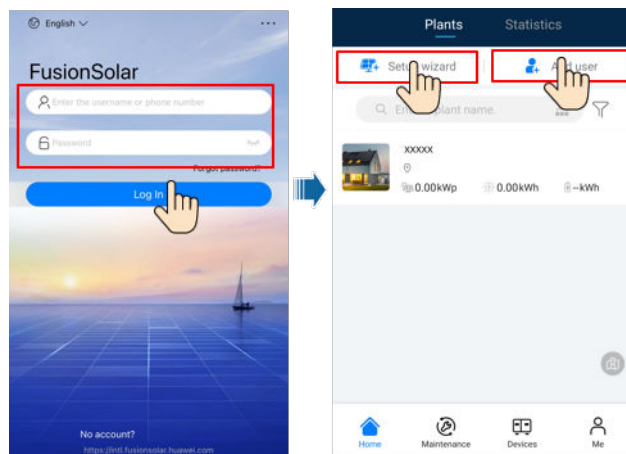 English
FusionSolar
Enter the username or phone number
Password
Forgot password?
Log In
No account?
https://intl.fusionsolar.huawei.com
Plants
Statistics
Setup wizard
Add user
plant name.
xxxxx
0.00kWp
0.00kWh
--kWh
Home
Maintenance
Devices
Me